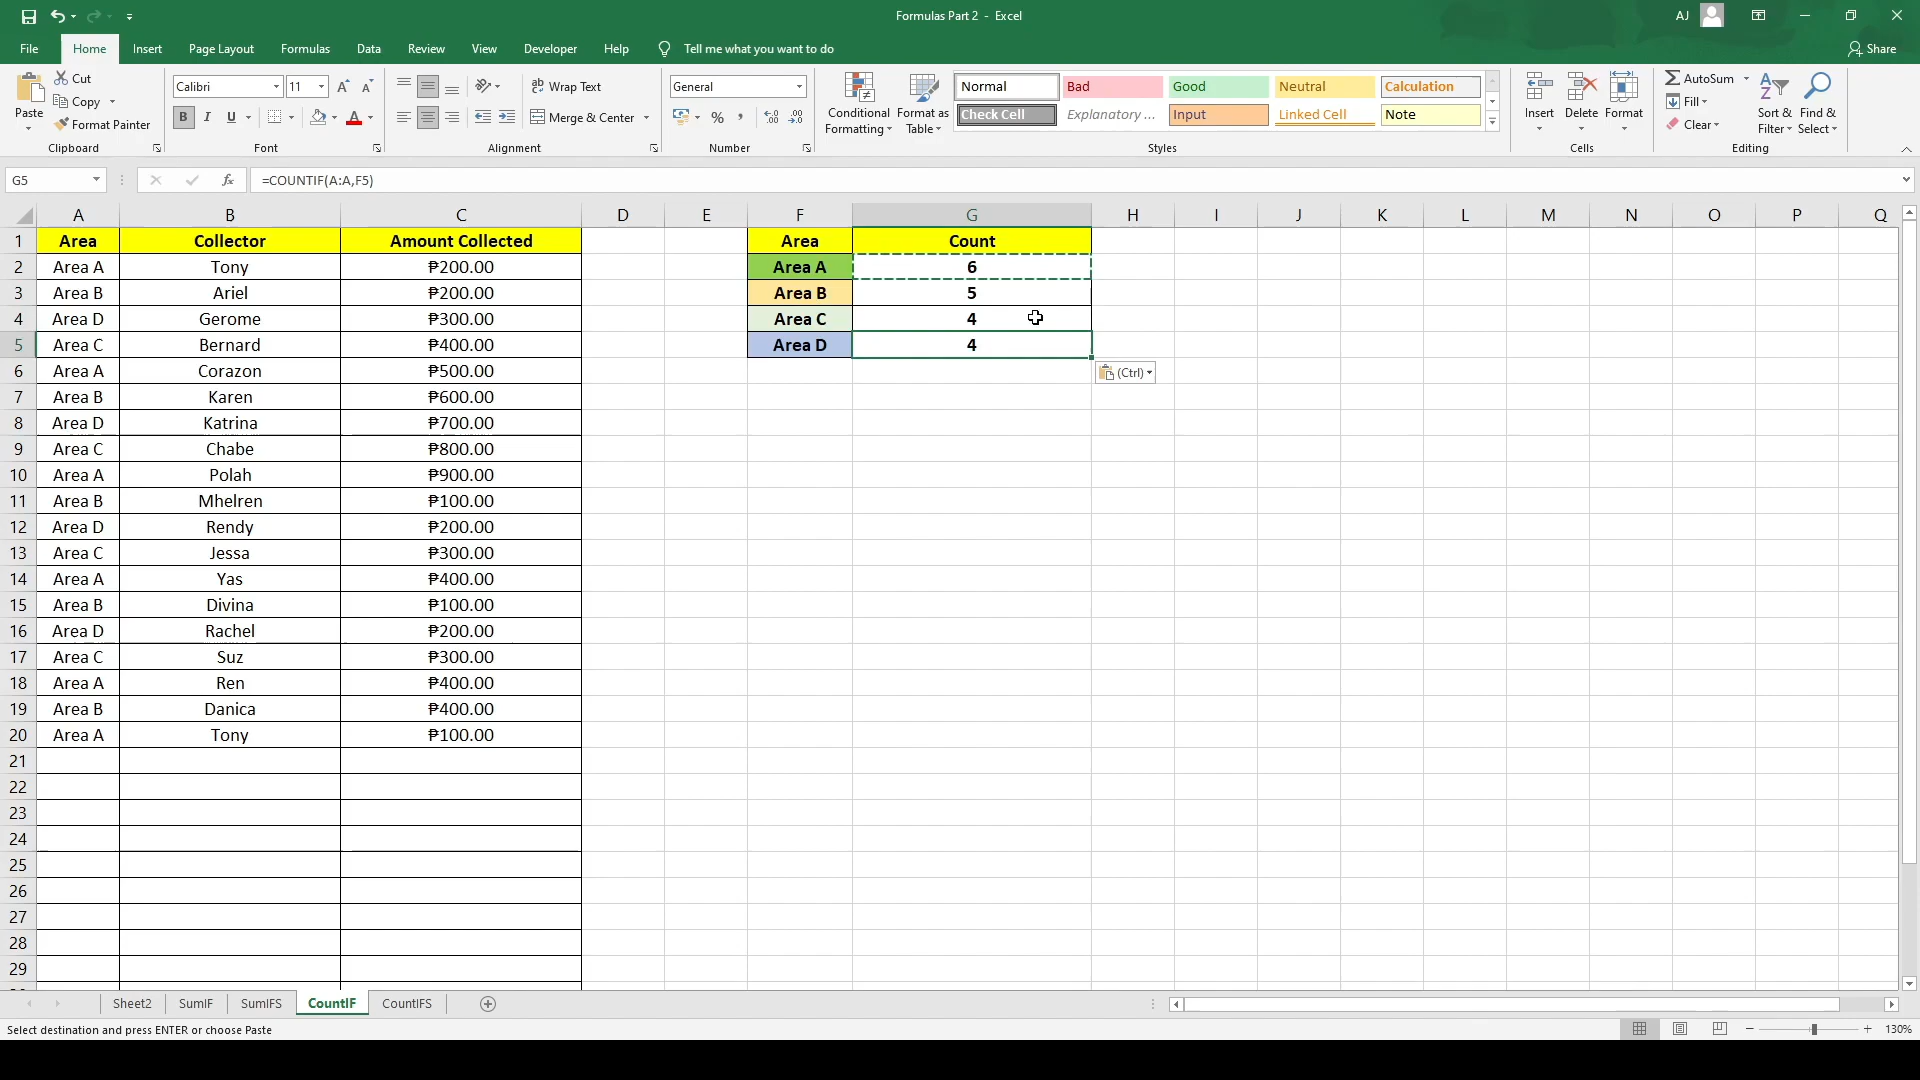 Formulas Part 2 - Excel
AJ
File Home Insert Page Layout Formulas Data Review View Developer Help Tell me what you want to do Share
Paste Cut Copy Format Painter Clipboard
Calibri 11 B I U A Font
Wrap Text Merge & Center Alignment
General % Number
Conditional Formatting Format as Table Normal Bad Good Neutral Calculation
Check Cell Explanatory ... Input Linked Cell Note Styles
Insert Delete Format Cells
AutoSum Fill Clear Sort & Filter Find & Select Editing
G5 fx =COUNTIF(A:A,F5)
A B C D E F G H I J K L M N O P Q
1 Area Collector Amount Collected Area Count
2 Area A Tony ₱200.00 Area A 6
3 Area B Ariel ₱200.00 Area B 5
4 Area D Gerome ₱300.00 Area C 4
5 Area C Bernard ₱400.00 Area D 4
6 Area A Corazon ₱500.00 (Ctrl)
7 Area B Karen ₱600.00
8 Area D Katrina ₱700.00
9 Area C Chabe ₱800.00
10 Area A Polah ₱900.00
11 Area B Mhelren ₱100.00
12 Area D Rendy ₱200.00
13 Area C Jessa ₱300.00
14 Area A Yas ₱400.00
15 Area B Divina ₱100.00
16 Area D Rachel ₱200.00
17 Area C Suz ₱300.00
18 Area A Ren ₱400.00
19 Area B Danica ₱400.00
20 Area A Tony ₱100.00
21
22
23
24
25
26
27
28
29
Sheet2 SumIF SumIFS CountIF CountIFS
Select destination and press ENTER or choose Paste 130%